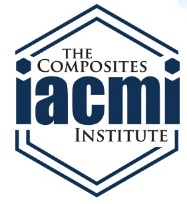 THE
COMPOSITES
iacmi
INSTITUTE